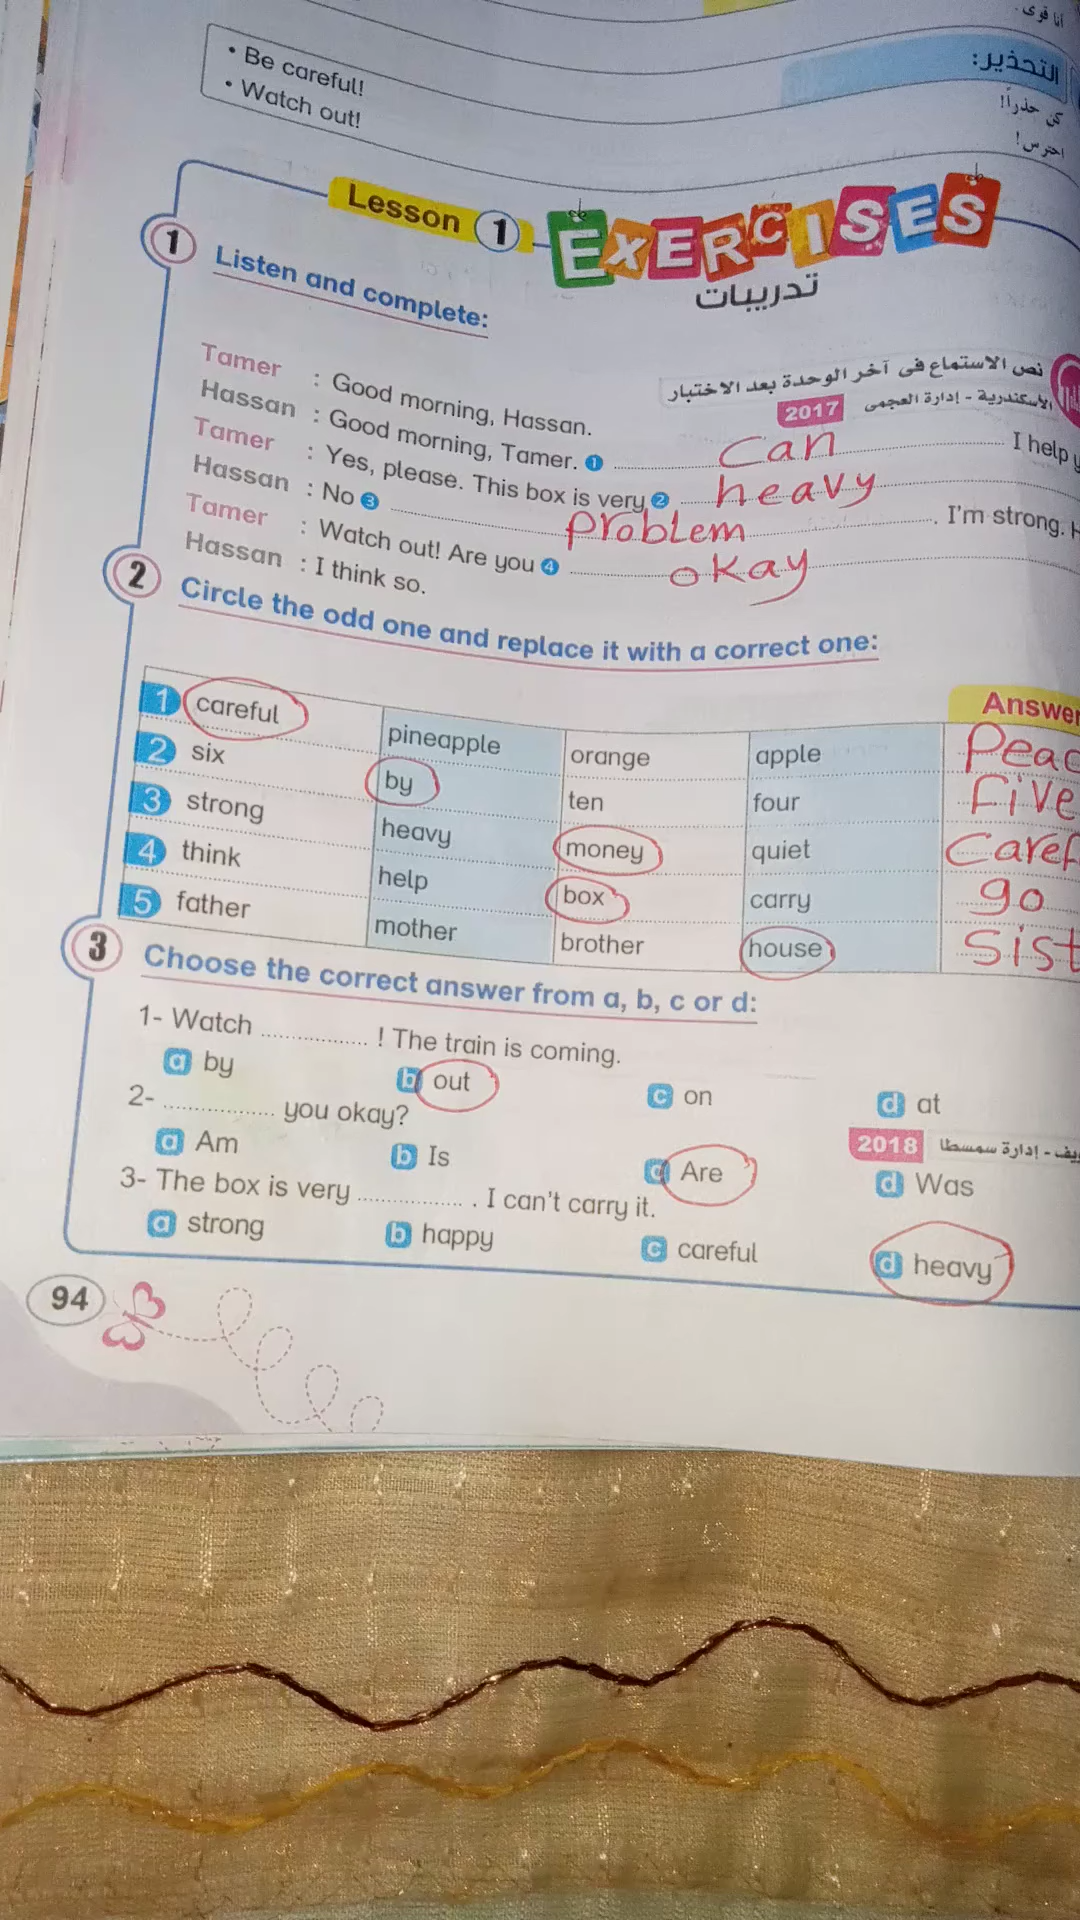 أنا قوى.
التحذير:
• Be careful!
كن حذراً!
• Watch out!
احترس!
Lesson 1 EXERCISES
تدريبات
1 Listen and complete:
نص الاستماع فى آخر الوحدة بعد الاختبار
الأسكندرية - إدارة العجمى 2017
Tamer : Good morning, Hassan.
Hassan : Good morning, Tamer. 1 can I help
Tamer : Yes, please. This box is very 2 heavy
Hassan : No 3 problem . I'm strong.
Tamer : Watch out! Are you 4 okay
Hassan : I think so.
2 Circle the odd one and replace it with a correct one:
Answer
1 careful pineapple orange apple
2 six by ten four Five
3 strong heavy money quiet
4 think help box carry go
5 father mother brother house
3 Choose the correct answer from a, b, c or d:
1- Watch .................. ! The train is coming.
a by b out c on d at
2- .................. you okay?
2018 إدارة سمسطا
a Am b Is c Are d Was
3- The box is very .................. . I can't carry it.
a strong b happy c careful d heavy
94